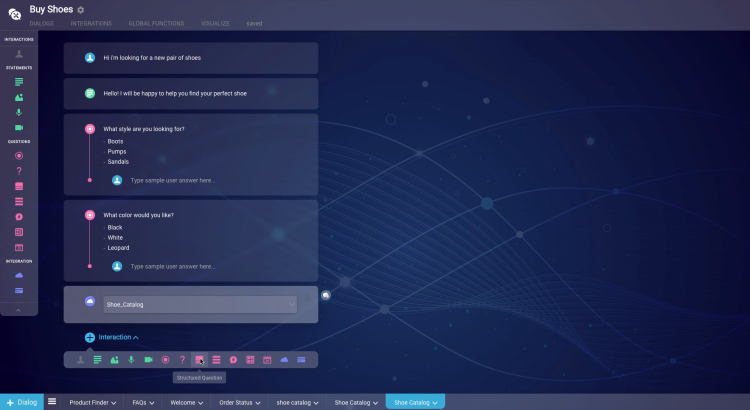 Buy Shoes
DIALOGS INTEGRATIONS GLOBAL FUNCTIONS VISUALIZE saved
INTERACTIONS
STATEMENTS
QUESTIONS
INTEGRATION
Hi i'm looking for a new pair of shoes
Hello! I will be happy to help you find your perfect shoe
What style are you looking for?
- Boots
- Pumps
- Sandals
Type sample user answer here...
What color would you like?
- Black
- White
- Leopard
Type sample user answer here...
Shoe_Catalog
Interaction
Structured Question
+ Dialog Product Finder FAQs Welcome Order Status shoe catalog Shoe Catalog Shoe Catalog